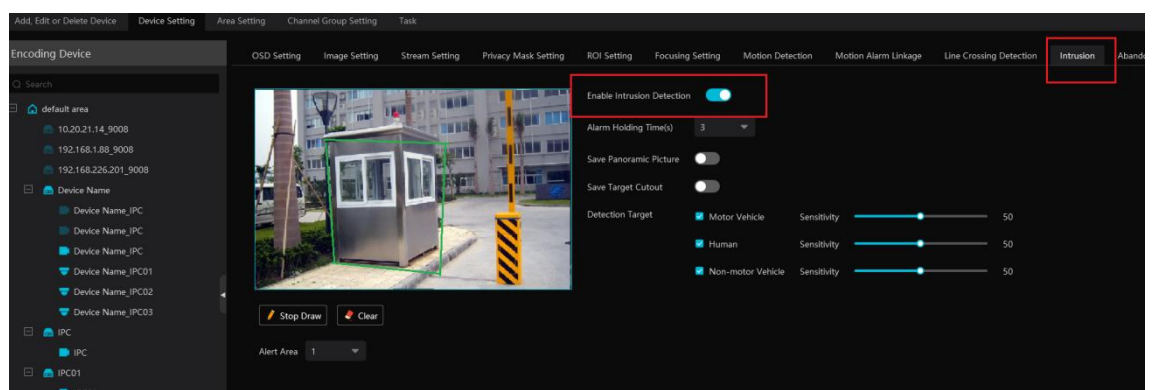 Add, Edit or Delete Device Device Setting Area Setting Channel Group Setting Task
Encoding Device
OSD Setting Image Setting Stream Setting Privacy Mask Setting ROI Setting Focusing Setting Motion Detection Motion Alarm Linkage Line Crossing Detection Intrusion Aband
Search
default area
10.20.21.14_9008
192.168.1.88_9008
192.168.226.201_9008
Device Name
Device Name_IPC
Device Name_IPC
Device Name_IPC
Device Name_IPC01
Device Name_IPC02
Device Name_IPC03
IPC
IPC
IPC01
Enable Intrusion Detection
Alarm Holding Time(s) 3
Save Panoramic Picture
Save Target Cutout
Detection Target Motor Vehicle Sensitivity 50
Human Sensitivity 50
Non-motor Vehicle Sensitivity 50
Stop Draw Clear
Alert Area 1